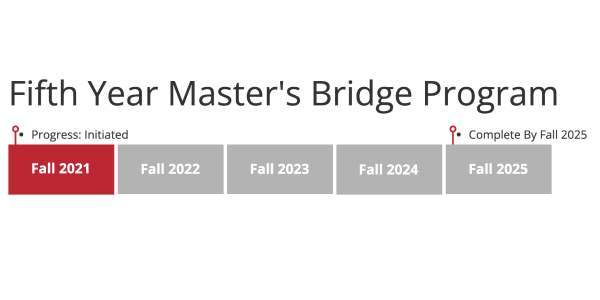 Fifth Year Master's Bridge Program
• Progress: Initiated
• Complete By Fall 2025
Fall 2021
Fall 2022
Fall 2023
Fall 2024
Fall 2025